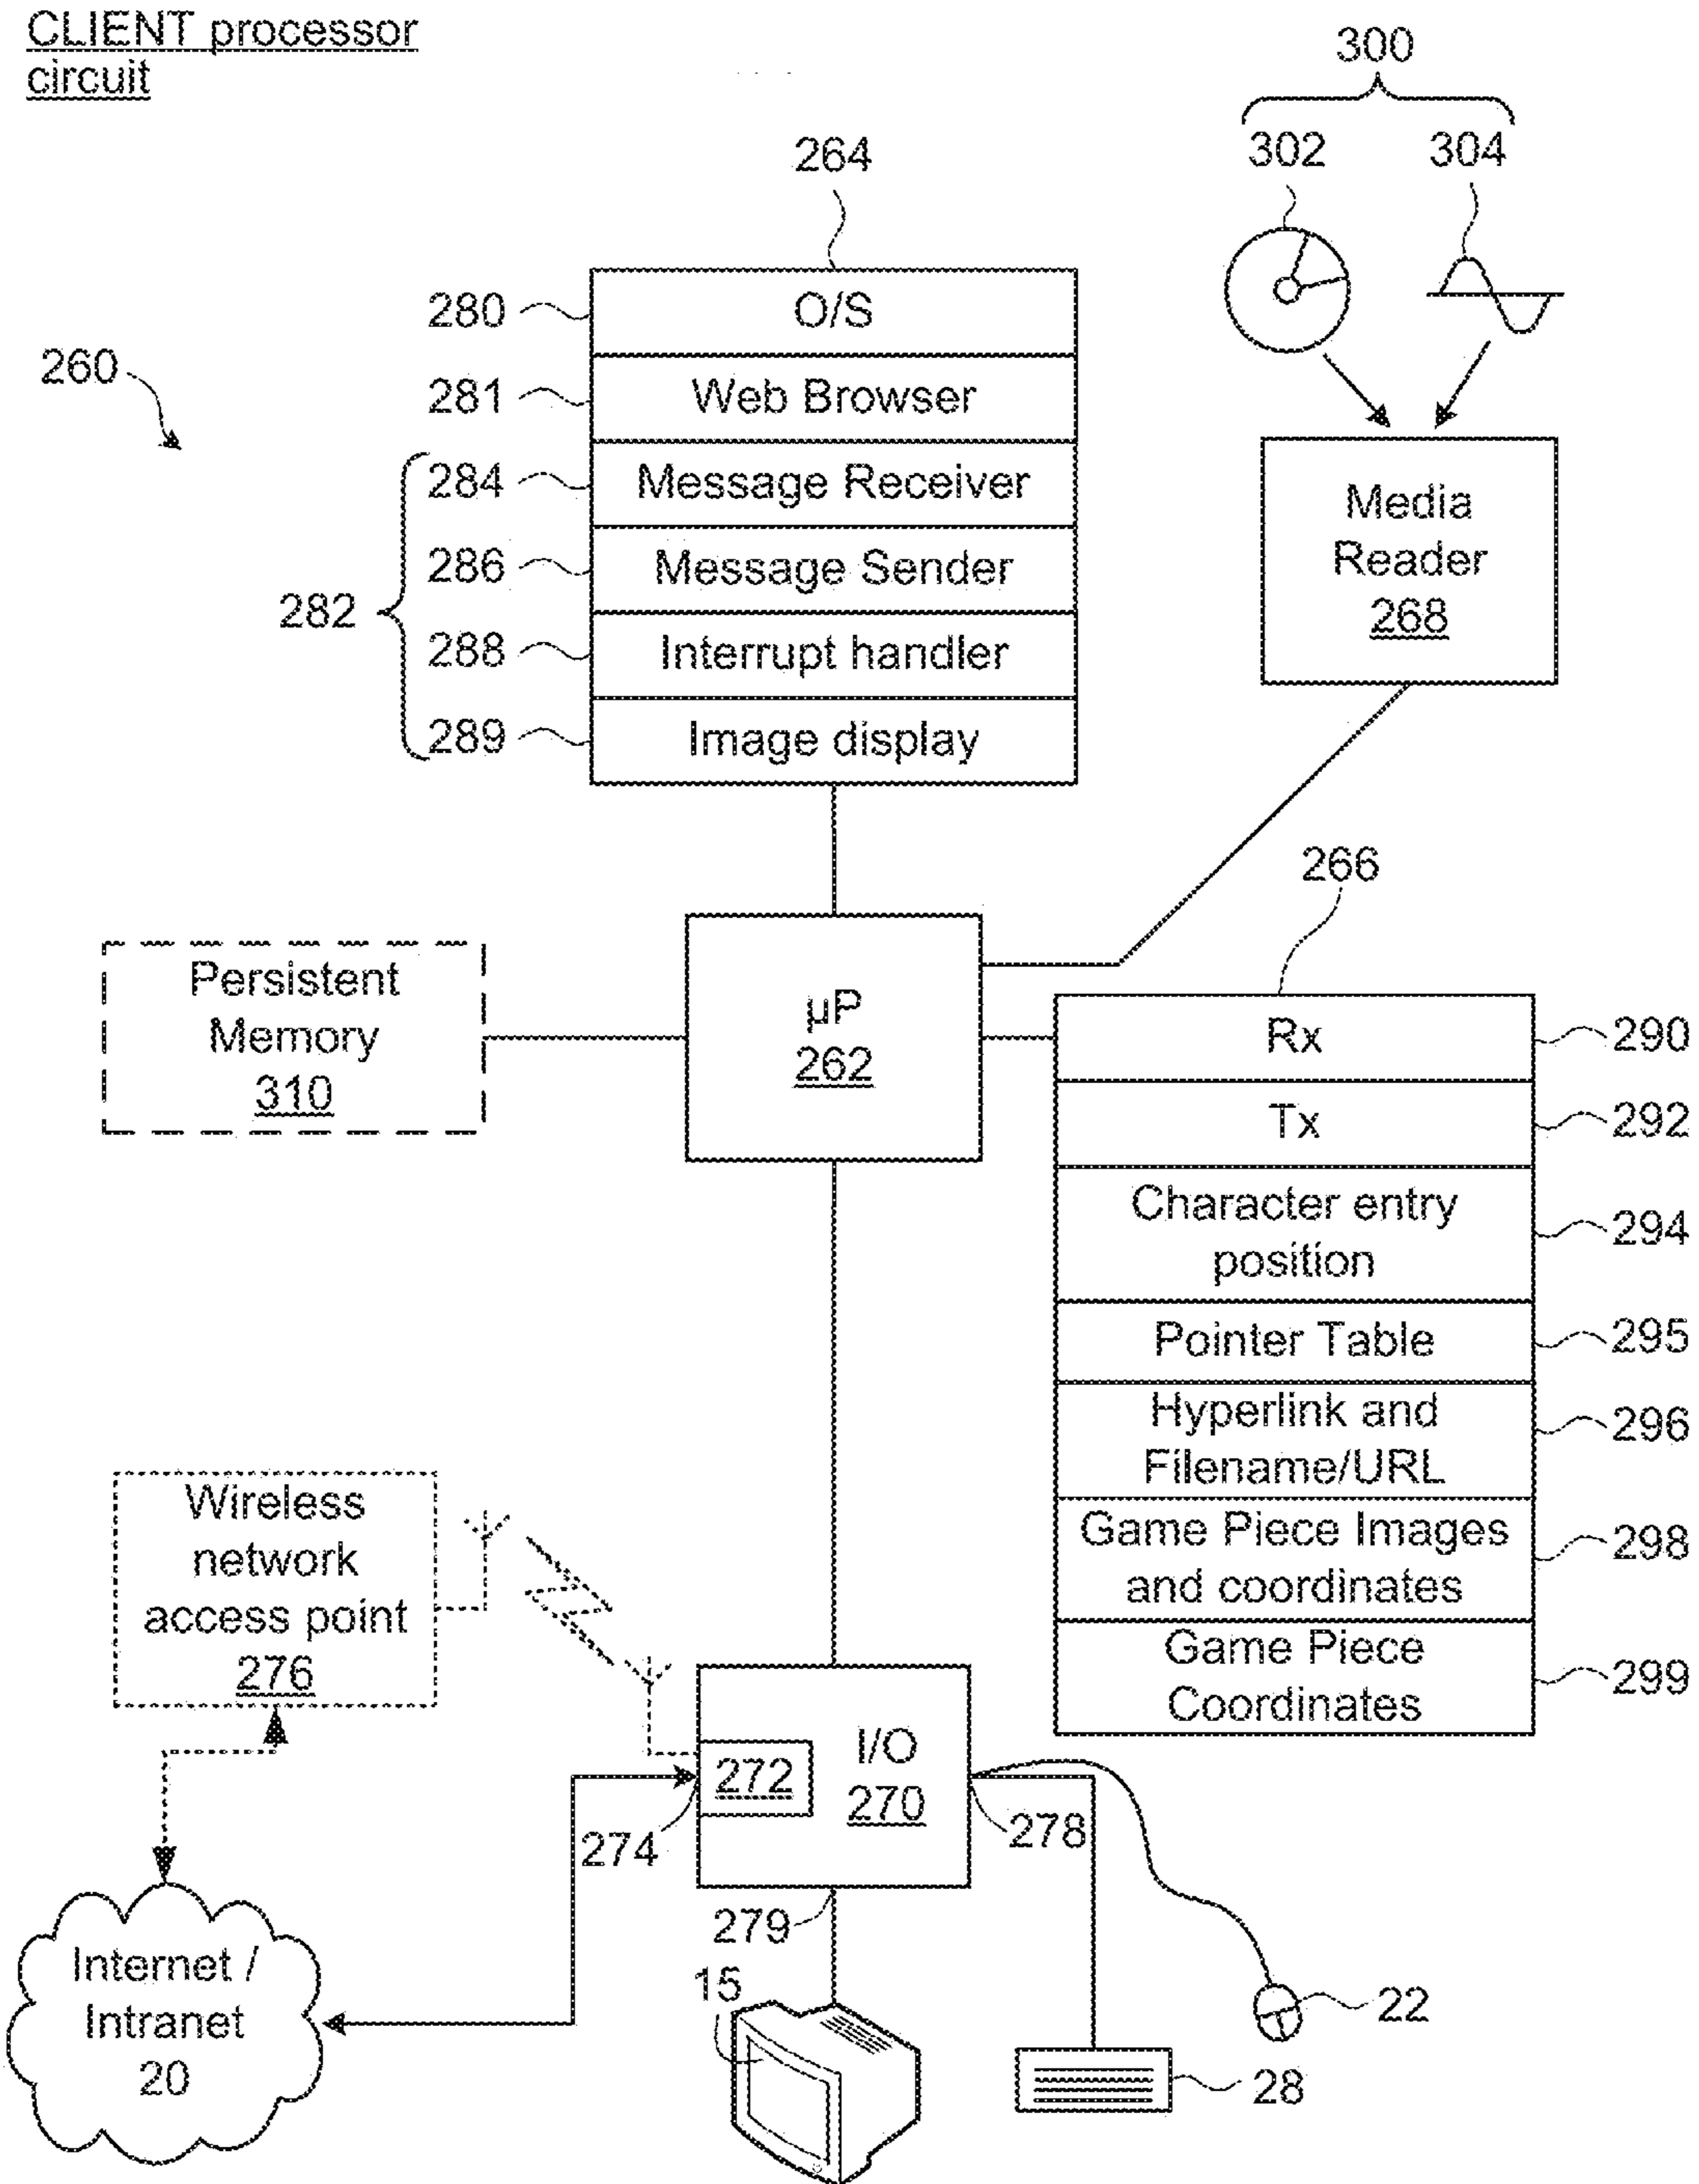 CLIENT processor
circuit
300
302
304
264
280
O/S
260
281
Web Browser
284
Message Receiver
286
Message Sender
282
288
Interrupt handler
289
Image display
Media
Reader
268
266
Persistent
Memory
310
µP
262
Rx
290
Tx
292
Character entry
position
294
Pointer Table
295
Hyperlink and
Filename/URL
296
Game Piece Images
and coordinates
298
Game Piece
Coordinates
299
Wireless
network
access point
276
I/O
270
272
274
278
279
Internet /
Intranet
20
15
22
28